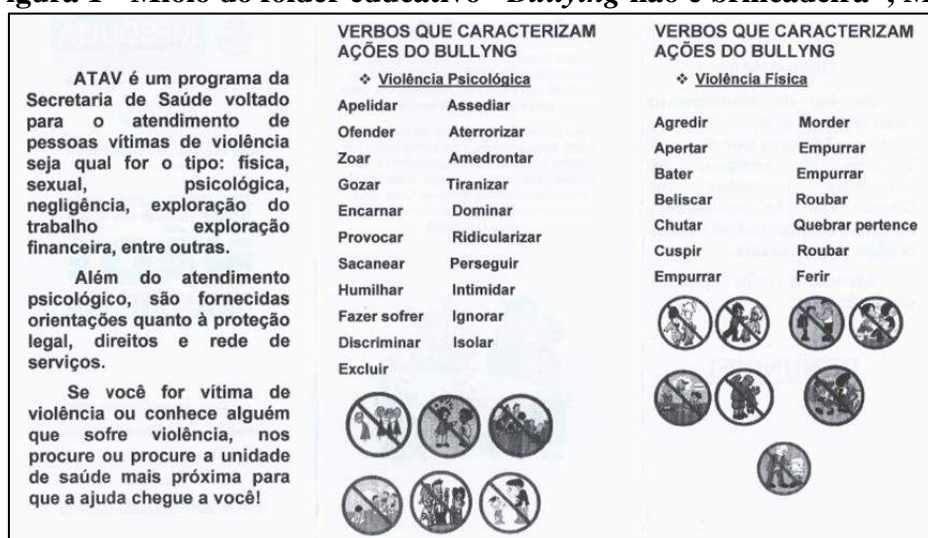 Figura 1 - Miolo do folder educativo "Bullying não é brincadeira", M
ATAV é um programa da
Secretaria de Saúde voltado
para o atendimento de
pessoas vítimas de violência
seja qual for o tipo: física,
sexual, psicológica,
negligência, exploração do
trabalho exploração
financeira, entre outras.
Além do atendimento
psicológico, são fornecidas
orientações quanto à proteção
legal, direitos e rede de
serviços.
Se você for vítima de
violência ou conhece alguém
que sofre violência, nos
procure ou procure a unidade
de saúde mais próxima para
que a ajuda chegue a você!
VERBOS QUE CARACTERIZAM
AÇÕES DO BULLYNG
❖ Violência Psicológica
Apelidar Assediar
Ofender Aterrorizar
Zoar Amedrontar
Gozar Tiranizar
Encarnar Dominar
Provocar Ridicularizar
Sacanear Perseguir
Humilhar Intimidar
Fazer sofrer Ignorar
Discriminar Isolar
Excluir
VERBOS QUE CARACTERIZAM
AÇÕES DO BULLYNG
❖ Violência Física
Agredir Morder
Apertar Empurrar
Bater Empurrar
Beliscar Roubar
Chutar Quebrar pertence
Cuspir Roubar
Empurrar Ferir